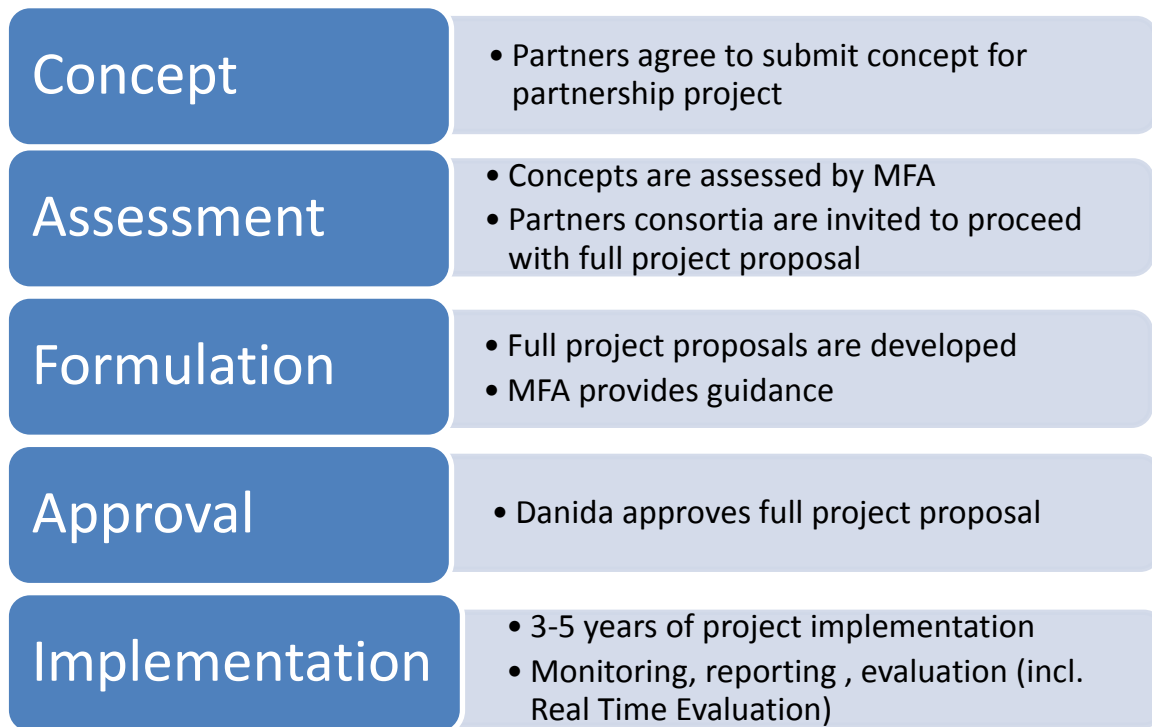 Concept
• Partners agree to submit concept for
partnership project
Assessment
• Concepts are assessed by MFA
• Partners consortia are invited to proceed
with full project proposal
Formulation
• Full project proposals are developed
• MFA provides guidance
Approval
• Danida approves full project proposal
Implementation
• 3-5 years of project implementation
• Monitoring, reporting , evaluation (incl.
Real Time Evaluation)